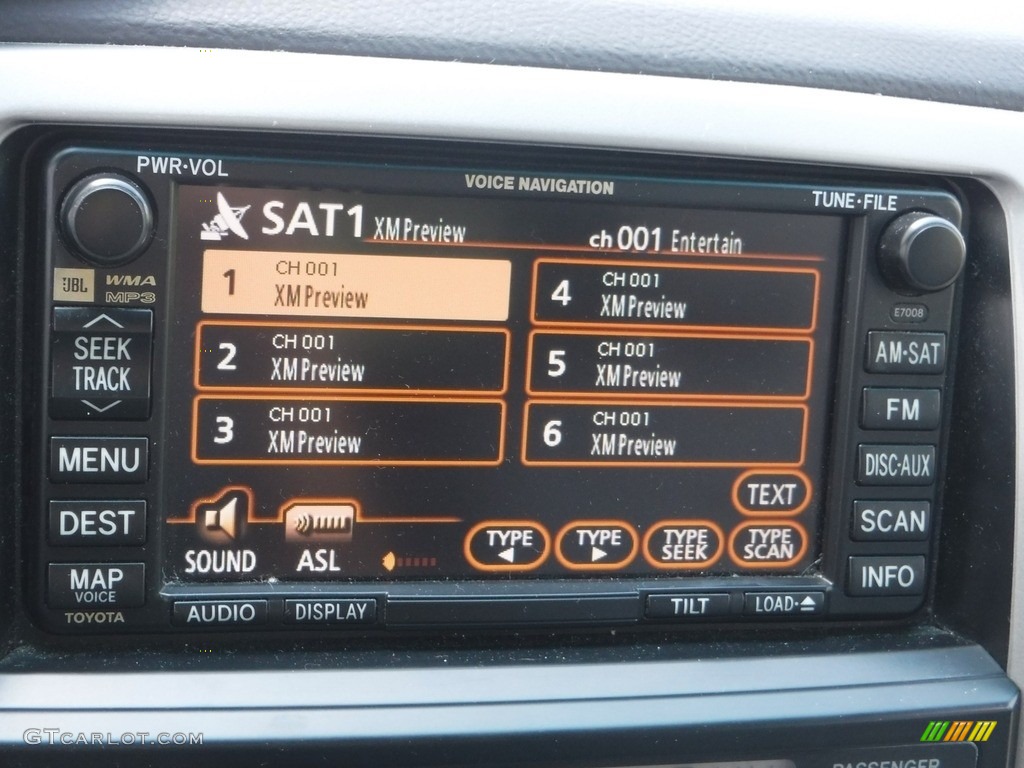 PWR·VOL
VOICE NAVIGATION
TUNE·FILE
SAT1 XM Preview
ch 001 Entertain
JBL
WMA
MP3
E7008
1 CH 001
XM Preview
4 CH 001
XM Preview
2 CH 001
XM Preview
5 CH 001
XM Preview
3 CH 001
XM Preview
6 CH 001
XM Preview
SEEK
TRACK
MENU
DEST
MAP
VOICE
TOYOTA
AM·SAT
FM
DISC·AUX
SCAN
INFO
TEXT
SOUND
ASL
TYPE
TYPE
TYPE
SEEK
TYPE
SCAN
AUDIO
DISPLAY
TILT
LOAD·
GTCARLOT.COM
PASSENGER